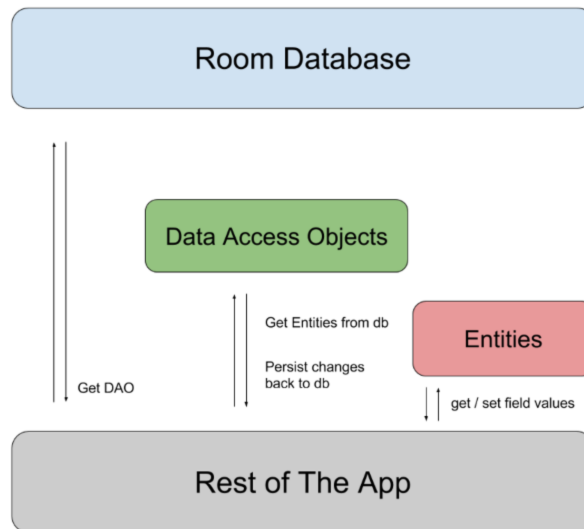 Room Database
Data Access Objects
Get Entities from db
Entities
Persist changes
back to db
Get DAO
get / set field values
Rest of The App